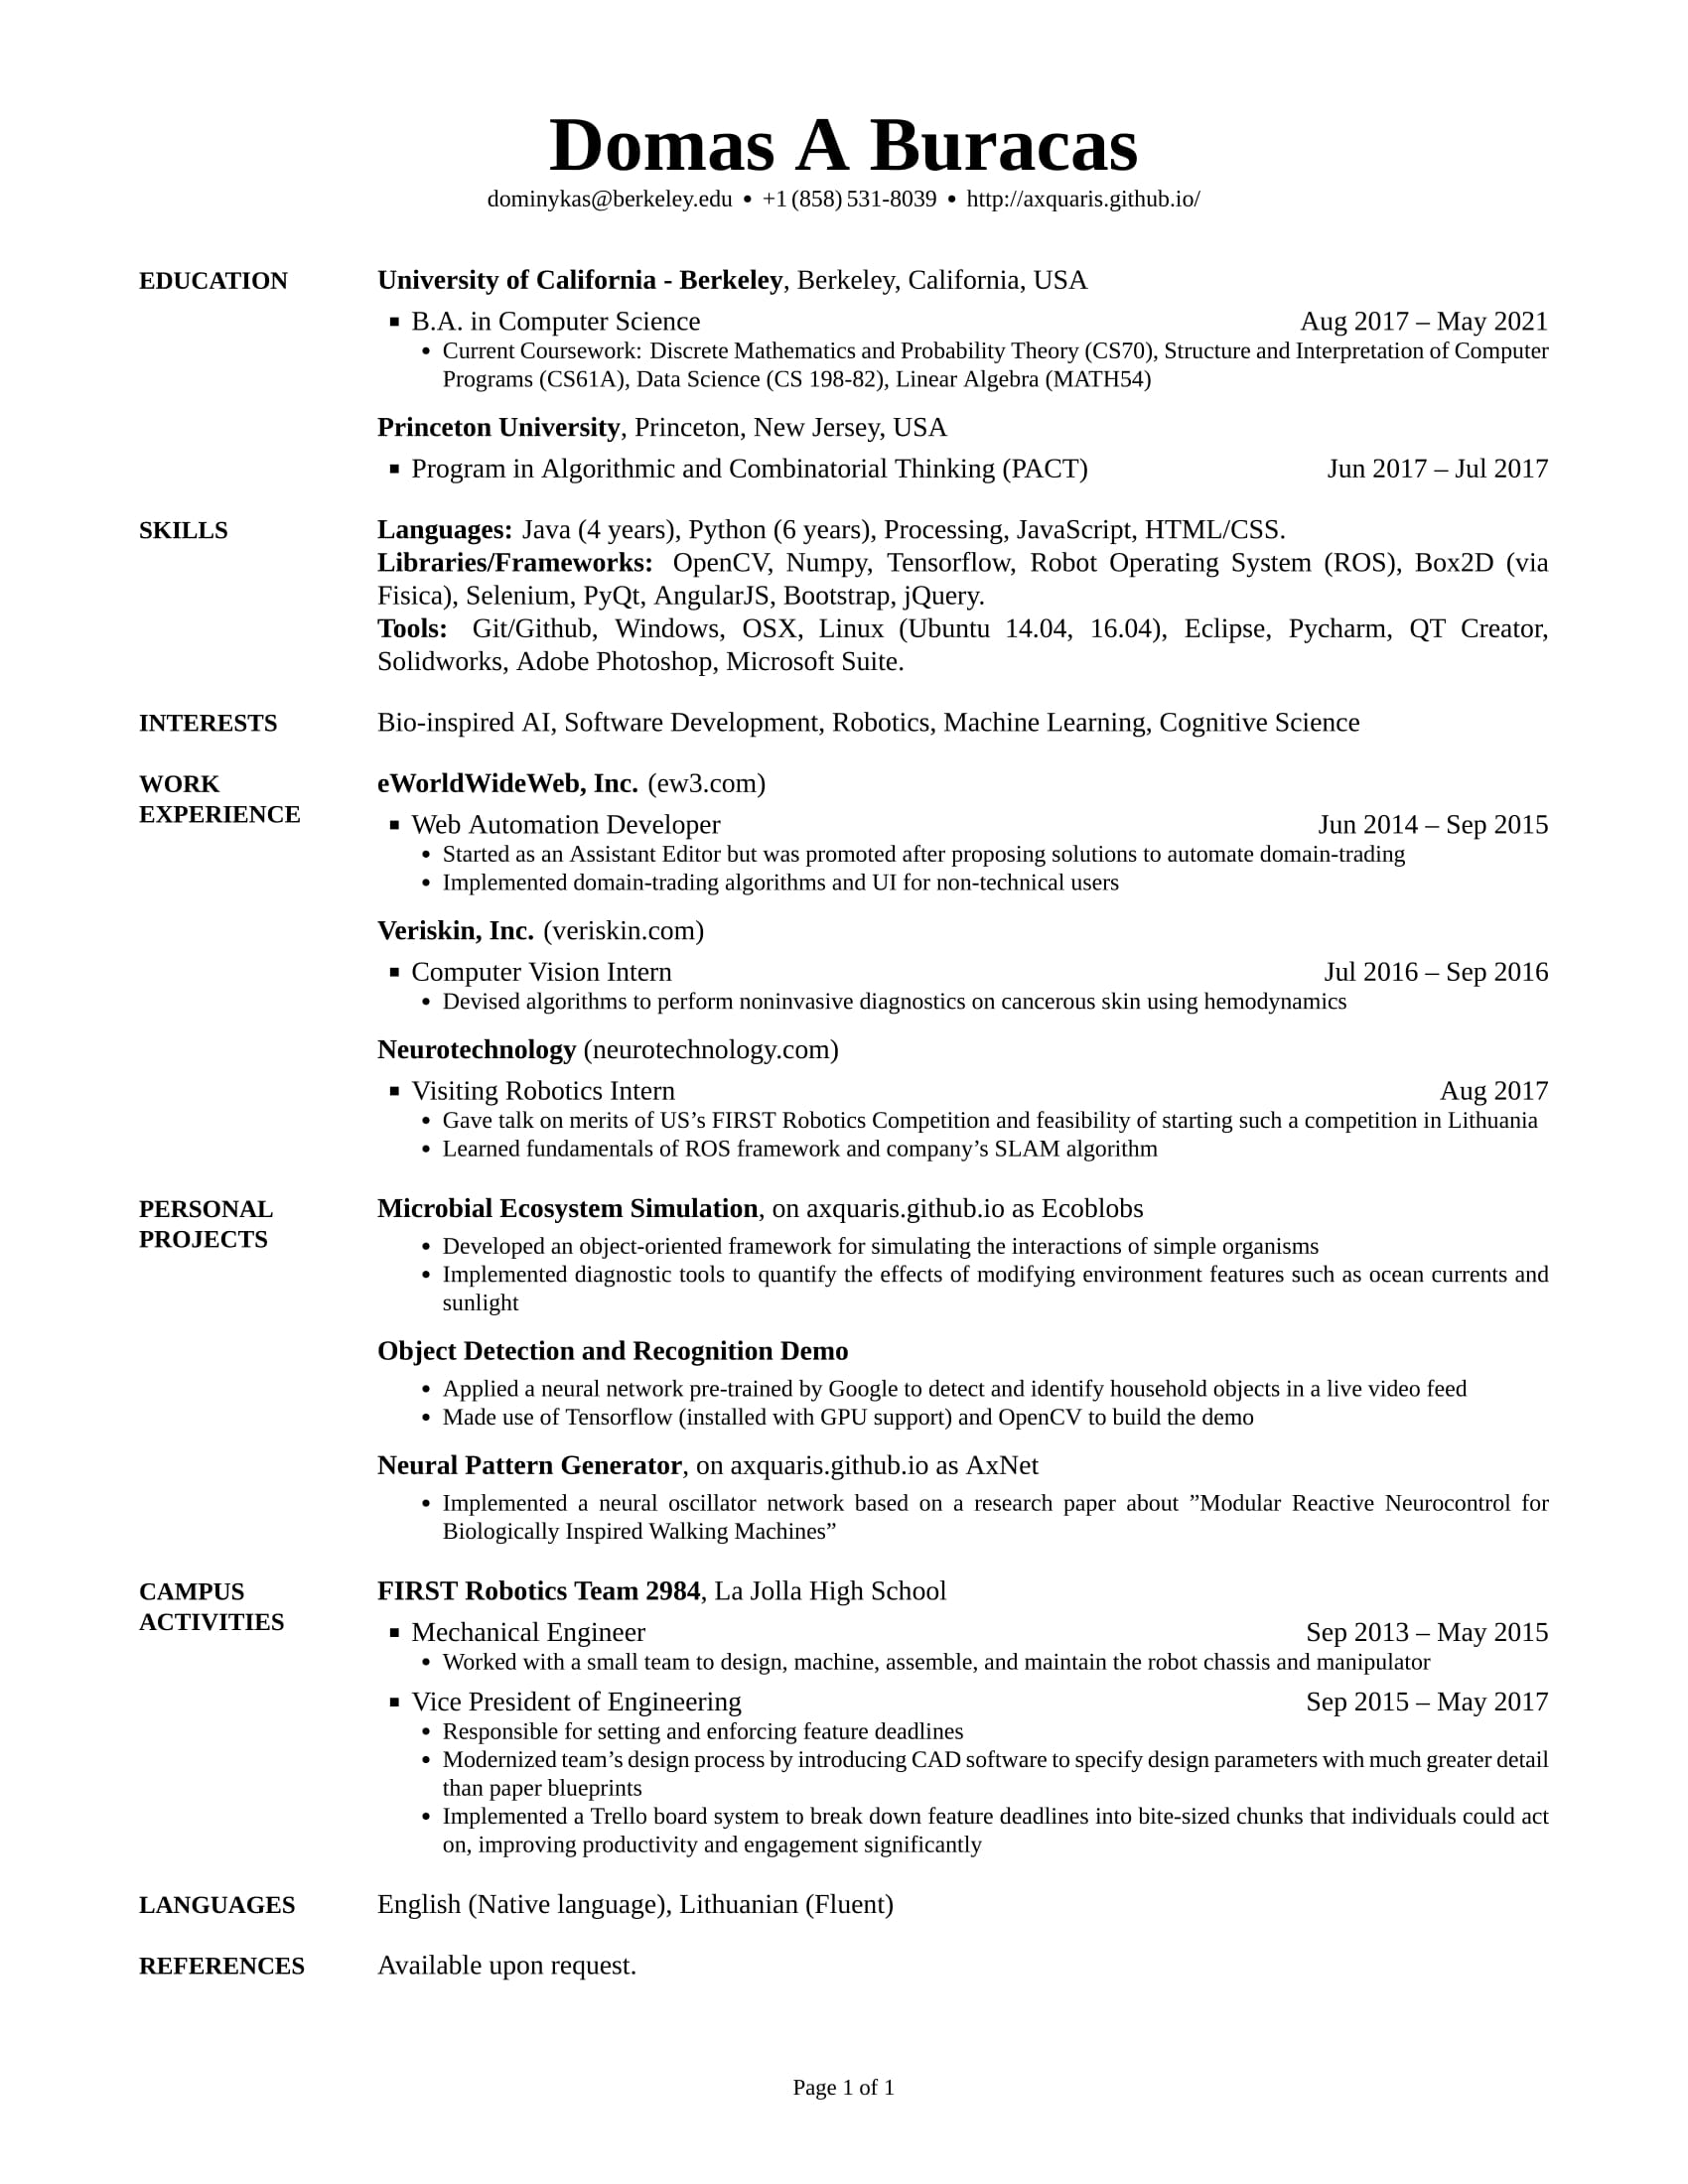 Domas A Buracas
dominykas@berkeley.edu • +1 (858) 531-8039 • http://axquaris.github.io/
EDUCATION
University of California - Berkeley, Berkeley, California, USA
▪ B.A. in Computer Science Aug 2017 – May 2021
• Current Coursework: Discrete Mathematics and Probability Theory (CS70), Structure and Interpretation of Computer
Programs (CS61A), Data Science (CS 198-82), Linear Algebra (MATH54)
Princeton University, Princeton, New Jersey, USA
▪ Program in Algorithmic and Combinatorial Thinking (PACT) Jun 2017 – Jul 2017
SKILLS
Languages: Java (4 years), Python (6 years), Processing, JavaScript, HTML/CSS.
Libraries/Frameworks: OpenCV, Numpy, Tensorflow, Robot Operating System (ROS), Box2D (via
Fisica), Selenium, PyQt, AngularJS, Bootstrap, jQuery.
Tools: Git/Github, Windows, OSX, Linux (Ubuntu 14.04, 16.04), Eclipse, Pycharm, QT Creator,
Solidworks, Adobe Photoshop, Microsoft Suite.
INTERESTS
Bio-inspired AI, Software Development, Robotics, Machine Learning, Cognitive Science
WORK
EXPERIENCE
eWorldWideWeb, Inc. (ew3.com)
▪ Web Automation Developer Jun 2014 – Sep 2015
• Started as an Assistant Editor but was promoted after proposing solutions to automate domain-trading
• Implemented domain-trading algorithms and UI for non-technical users
Veriskin, Inc. (veriskin.com)
▪ Computer Vision Intern Jul 2016 – Sep 2016
• Devised algorithms to perform noninvasive diagnostics on cancerous skin using hemodynamics
Neurotechnology (neurotechnology.com)
▪ Visiting Robotics Intern Aug 2017
• Gave talk on merits of US’s FIRST Robotics Competition and feasibility of starting such a competition in Lithuania
• Learned fundamentals of ROS framework and company’s SLAM algorithm
PERSONAL
PROJECTS
Microbial Ecosystem Simulation, on axquaris.github.io as Ecoblobs
• Developed an object-oriented framework for simulating the interactions of simple organisms
• Implemented diagnostic tools to quantify the effects of modifying environment features such as ocean currents and
sunlight
Object Detection and Recognition Demo
• Applied a neural network pre-trained by Google to detect and identify household objects in a live video feed
• Made use of Tensorflow (installed with GPU support) and OpenCV to build the demo
Neural Pattern Generator, on axquaris.github.io as AxNet
• Implemented a neural oscillator network based on a research paper about ”Modular Reactive Neurocontrol for
Biologically Inspired Walking Machines”
CAMPUS
ACTIVITIES
FIRST Robotics Team 2984, La Jolla High School
▪ Mechanical Engineer Sep 2013 – May 2015
• Worked with a small team to design, machine, assemble, and maintain the robot chassis and manipulator
▪ Vice President of Engineering Sep 2015 – May 2017
• Responsible for setting and enforcing feature deadlines
• Modernized team’s design process by introducing CAD software to specify design parameters with much greater detail
than paper blueprints
• Implemented a Trello board system to break down feature deadlines into bite-sized chunks that individuals could act
on, improving productivity and engagement significantly
LANGUAGES
English (Native language), Lithuanian (Fluent)
REFERENCES
Available upon request.
Page 1 of 1